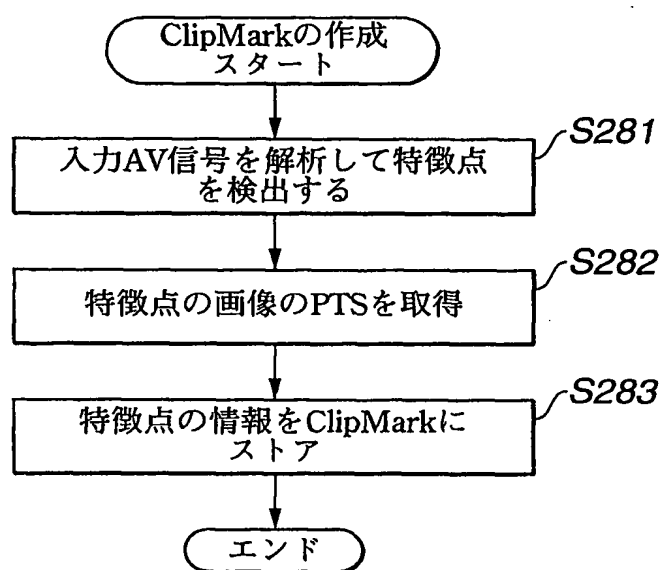 ClipMarkの作成
スタート
S281
入力AV信号を解析して特徴点
を検出する
S282
特徴点の画像のPTSを取得
S283
特徴点の情報をClipMarkに
ストア
エンド